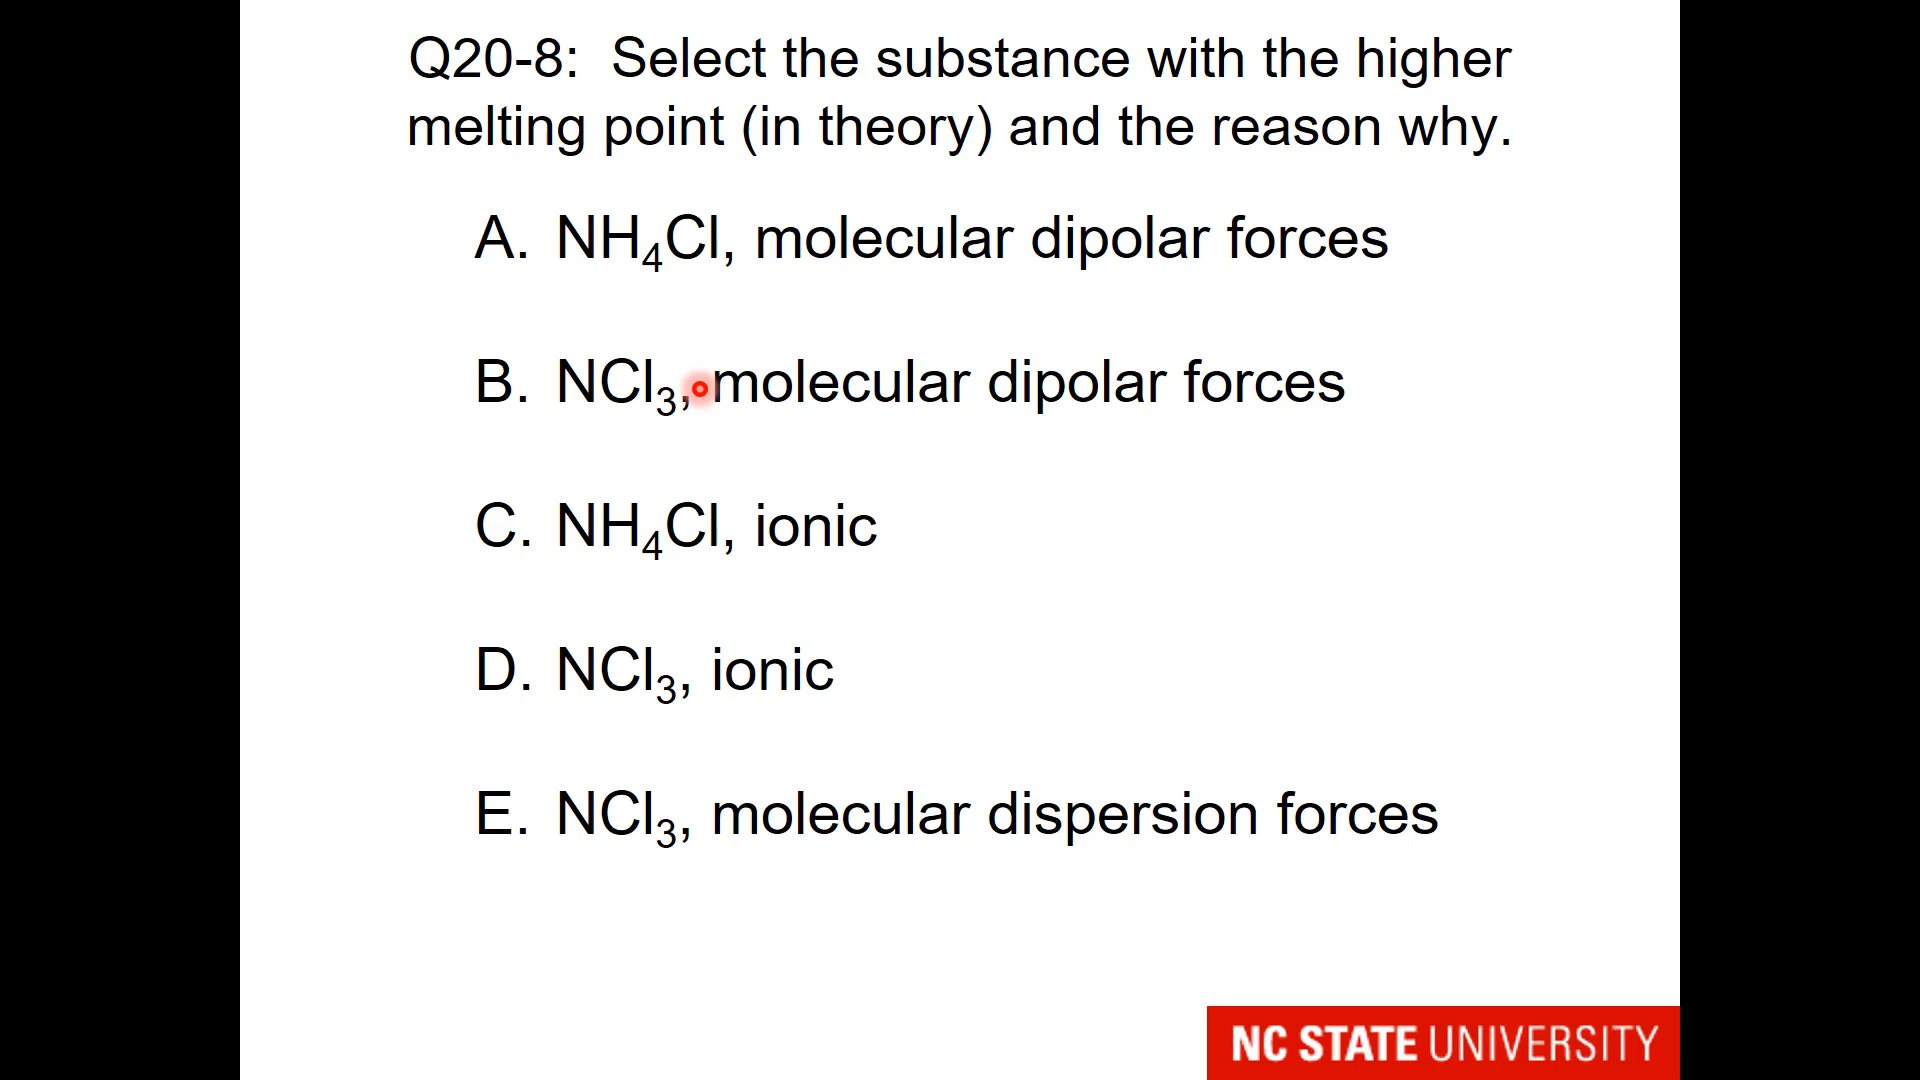 Q20-8: Select the substance with the higher
melting point (in theory) and the reason why.
A. NH₄Cl, molecular dipolar forces
B. NCl₃, molecular dipolar forces
C. NH₄Cl, ionic
D. NCl₃, ionic
E. NCl₃, molecular dispersion forces
NC STATE UNIVERSITY